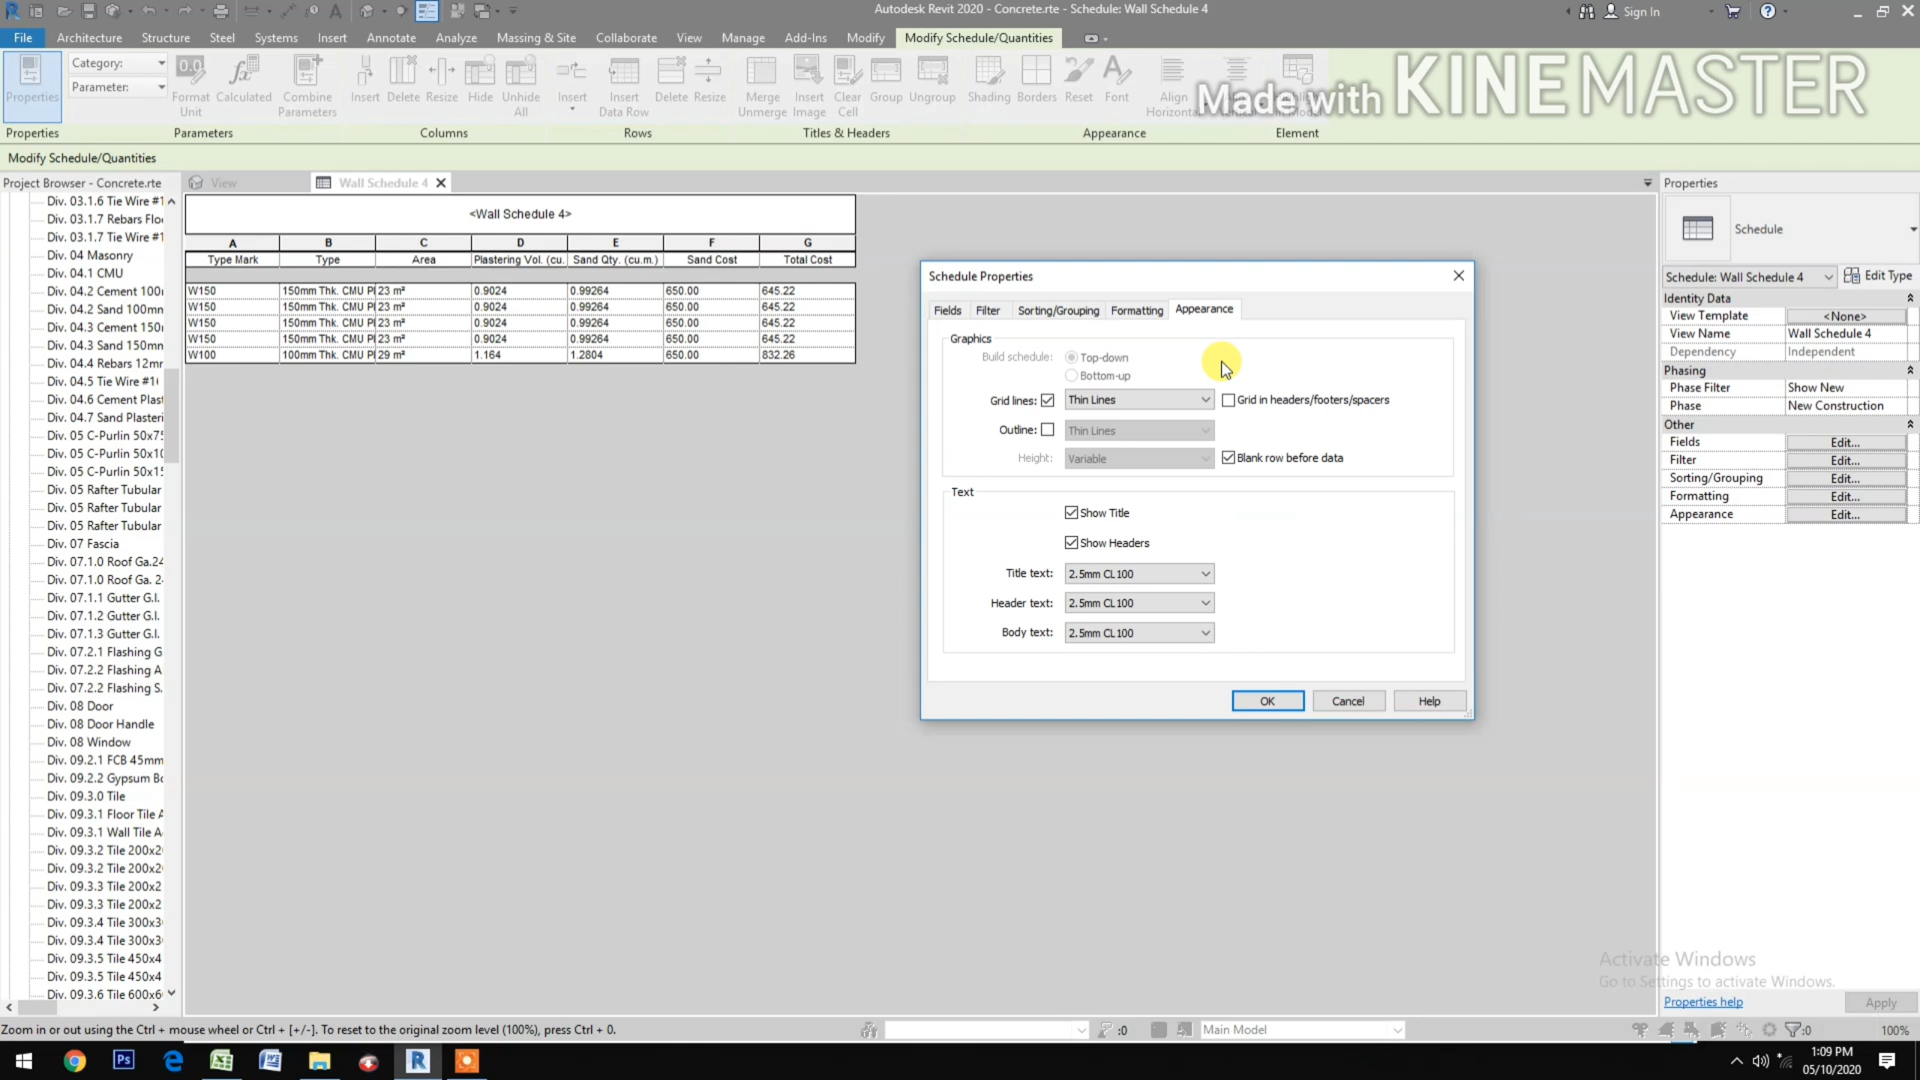 Autodesk Revit 2020 - Concrete.rte - Schedule: Wall Schedule 4
Sign In
File Architecture Structure Steel Systems Insert Annotate Analyze Massing & Site Collaborate View Manage Add-Ins Modify Modify Schedule/Quantities
Category:
Parameter:
Properties
Format Unit
Calculated
Combine Parameters
Insert
Delete
Resize
Hide
Unhide All
Insert
Insert Data Row
Delete
Resize
Merge Unmerge
Insert Image
Clear Cell
Group
Ungroup
Shading
Borders
Reset
Font
Align
Made with KINEMASTER
Properties Parameters Columns Rows Titles & Headers Appearance Element
Modify Schedule/Quantities
Project Browser - Concrete.rte
View
Wall Schedule 4
Div. 03.1.6 Tie Wire #1
Div. 03.1.7 Rebars Flo
Div. 03.1.7 Tie Wire #1
Div. 04 Masonry
Div. 04.1 CMU
Div. 04.2 Cement 100
Div. 04.2 Sand 100mm
Div. 04.3 Cement 150
Div. 04.3 Sand 150mm
Div. 04.4 Rebars 12mr
Div. 04.5 Tie Wire #1
Div. 04.6 Cement Plas
Div. 04.7 Sand Plasteri
Div. 05 C-Purlin 50x7
Div. 05 C-Purlin 50x1
Div. 05 C-Purlin 50x1
Div. 05 Rafter Tubular
Div. 05 Rafter Tubular
Div. 05 Rafter Tubular
Div. 07 Fascia
Div. 07.1.0 Roof Ga.24
Div. 07.1.0 Roof Ga. 2
Div. 07.1.1 Gutter G.I.
Div. 07.1.2 Gutter G.I.
Div. 07.1.3 Gutter G.I.
Div. 07.2.1 Flashing G
Div. 07.2.2 Flashing A
Div. 07.2.2 Flashing S.
Div. 08 Door
Div. 08 Door Handle
Div. 08 Window
Div. 09.2.1 FCB 45mm
Div. 09.2.2 Gypsum Bo
Div. 09.3.0 Tile
Div. 09.3.1 Floor Tile A
Div. 09.3.1 Wall Tile A
Div. 09.3.2 Tile 200x2
Div. 09.3.2 Tile 200x2
Div. 09.3.3 Tile 200x2
Div. 09.3.3 Tile 200x2
Div. 09.3.4 Tile 300x3
Div. 09.3.4 Tile 300x3
Div. 09.3.5 Tile 450x4
Div. 09.3.5 Tile 450x4
Div. 09.3.6 Tile 600x6
<Wall Schedule 4>
A B C D E F G
Type Mark Type Area Plastering Vol. (cu. Sand Qty. (cu.m.) Sand Cost Total Cost
W150 150mm Thk. CMU Pl 23 m² 0.9024 0.99264 650.00 645.22
W150 150mm Thk. CMU Pl 23 m² 0.9024 0.99264 650.00 645.22
W150 150mm Thk. CMU Pl 23 m² 0.9024 0.99264 650.00 645.22
W150 150mm Thk. CMU Pl 23 m² 0.9024 0.99264 650.00 645.22
W100 100mm Thk. CMU Pl 29 m² 1.164 1.2804 650.00 832.26
Schedule Properties
Fields Filter Sorting/Grouping Formatting Appearance
Graphics
Build schedule: Top-down
Bottom-up
Grid lines: Thin Lines Grid in headers/footers/spacers
Outline: Thin Lines
Height: Variable Blank row before data
Text
Show Title
Show Headers
Title text: 2.5mm CL100
Header text: 2.5mm CL100
Body text: 2.5mm CL100
OK Cancel Help
Properties
Schedule
Schedule: Wall Schedule 4 Edit Type
Identity Data
View Template <None>
View Name Wall Schedule 4
Dependency Independent
Phasing
Phase Filter Show New
Phase New Construction
Other
Fields Edit...
Filter Edit...
Sorting/Grouping Edit...
Formatting Edit...
Appearance Edit...
Activate Windows
Go to Settings to activate Windows.
Properties help Apply
Zoom in or out using the Ctrl + mouse wheel or Ctrl + [+/-]. To reset to the original zoom level (100%), press Ctrl + 0.
:0 Main Model :0 100%
1:09 PM
05/10/2020